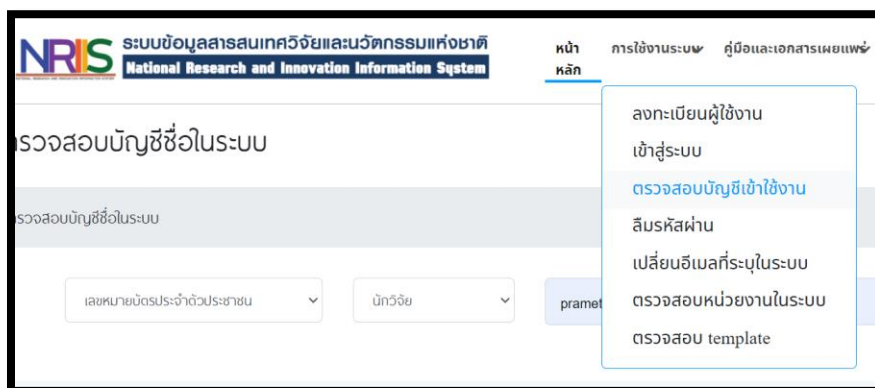 NRIIS
ระบบข้อมูลสารสนเทศวิจัยและนวัตกรรมแห่งชาติ
National Research and Innovation Information System
หน้า
หลัก
การใช้งานระบบ
คู่มือและเอกสารเผยแพร่
ลงทะเบียนผู้ใช้งาน
เข้าสู่ระบบ
ตรวจสอบบัญชีเข้าใช้งาน
ลืมรหัสผ่าน
เปลี่ยนอีเมลที่ระบุในระบบ
ตรวจสอบหน่วยงานในระบบ
ตรวจสอบ template
ตรวจสอบบัญชีชื่อในระบบ
ตรวจสอบบัญชีชื่อในระบบ
เลขหมายบัตรประจำตัวประชาชน
นักวิจัย
pramet